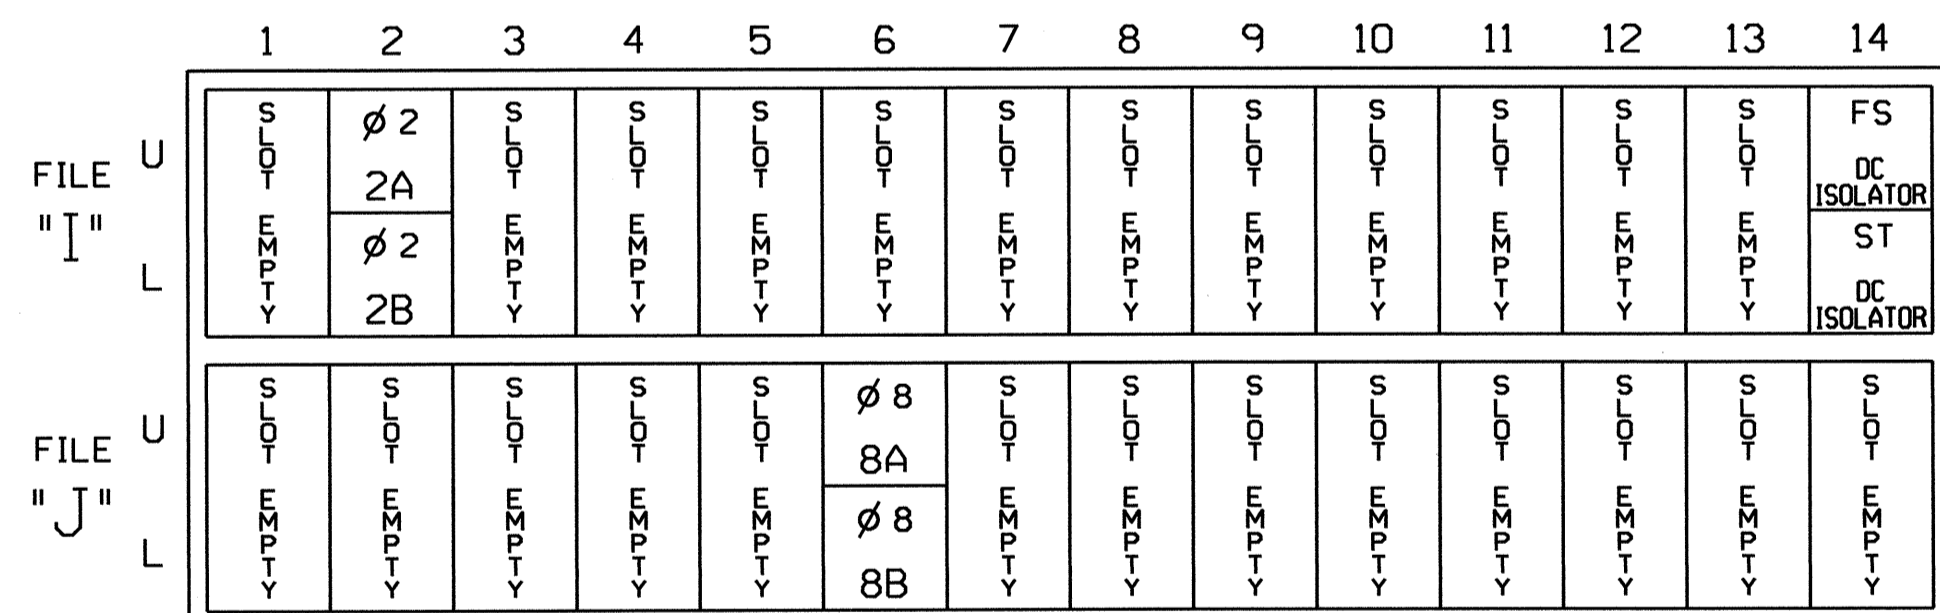 1 2 3 4 5 6 7 8 9 10 11 12 13 14
FILE "I"
U
L
SLOT EMPTY
Ø 2
2A
Ø 2
2B
SLOT EMPTY
SLOT EMPTY
SLOT EMPTY
SLOT EMPTY
SLOT EMPTY
SLOT EMPTY
SLOT EMPTY
SLOT EMPTY
SLOT EMPTY
SLOT EMPTY
SLOT EMPTY
FS
DC
ISOLATOR
ST
DC
ISOLATOR
FILE "J"
U
L
SLOT EMPTY
SLOT EMPTY
SLOT EMPTY
SLOT EMPTY
SLOT EMPTY
Ø 8
8A
Ø 8
8B
SLOT EMPTY
SLOT EMPTY
SLOT EMPTY
SLOT EMPTY
SLOT EMPTY
SLOT EMPTY
SLOT EMPTY
SLOT EMPTY